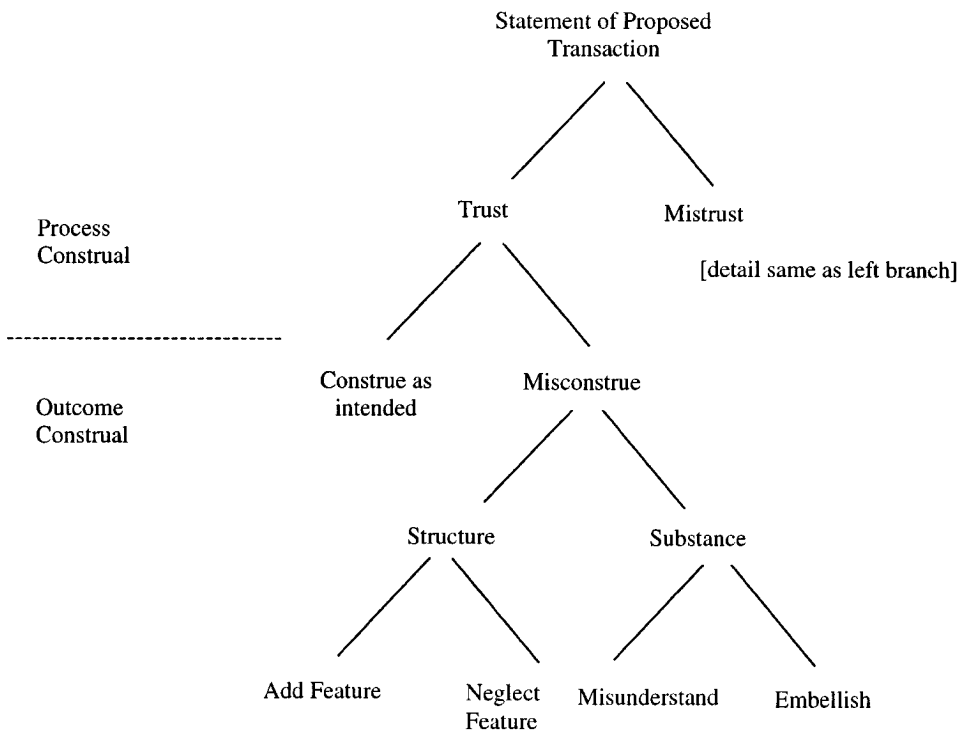 Statement of Proposed
Transaction
Trust
Mistrust
Process
Construal
[detail same as left branch]
Construe as
intended
Misconstrue
Outcome
Construal
Structure
Substance
Add Feature
Neglect
Feature
Misunderstand
Embellish